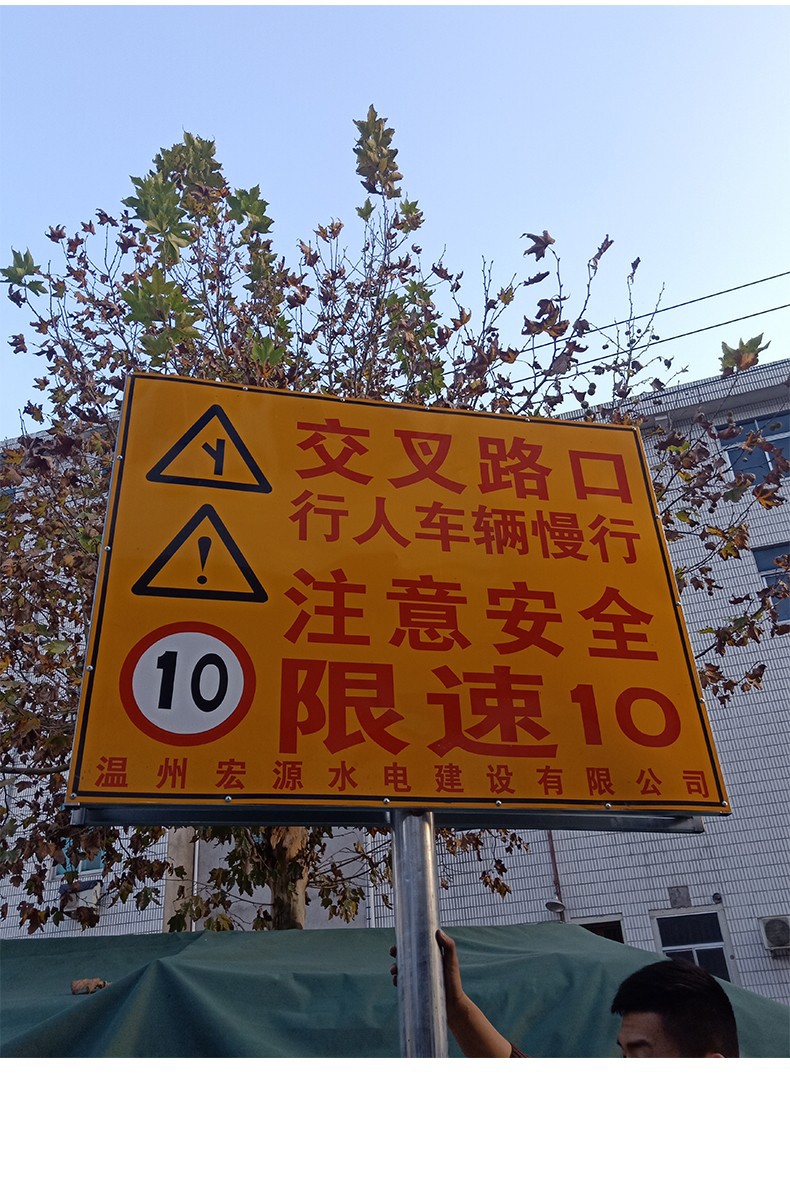 交叉路口
行人车辆慢行
注意安全
10
限速10
温州宏源水电建设有限公司